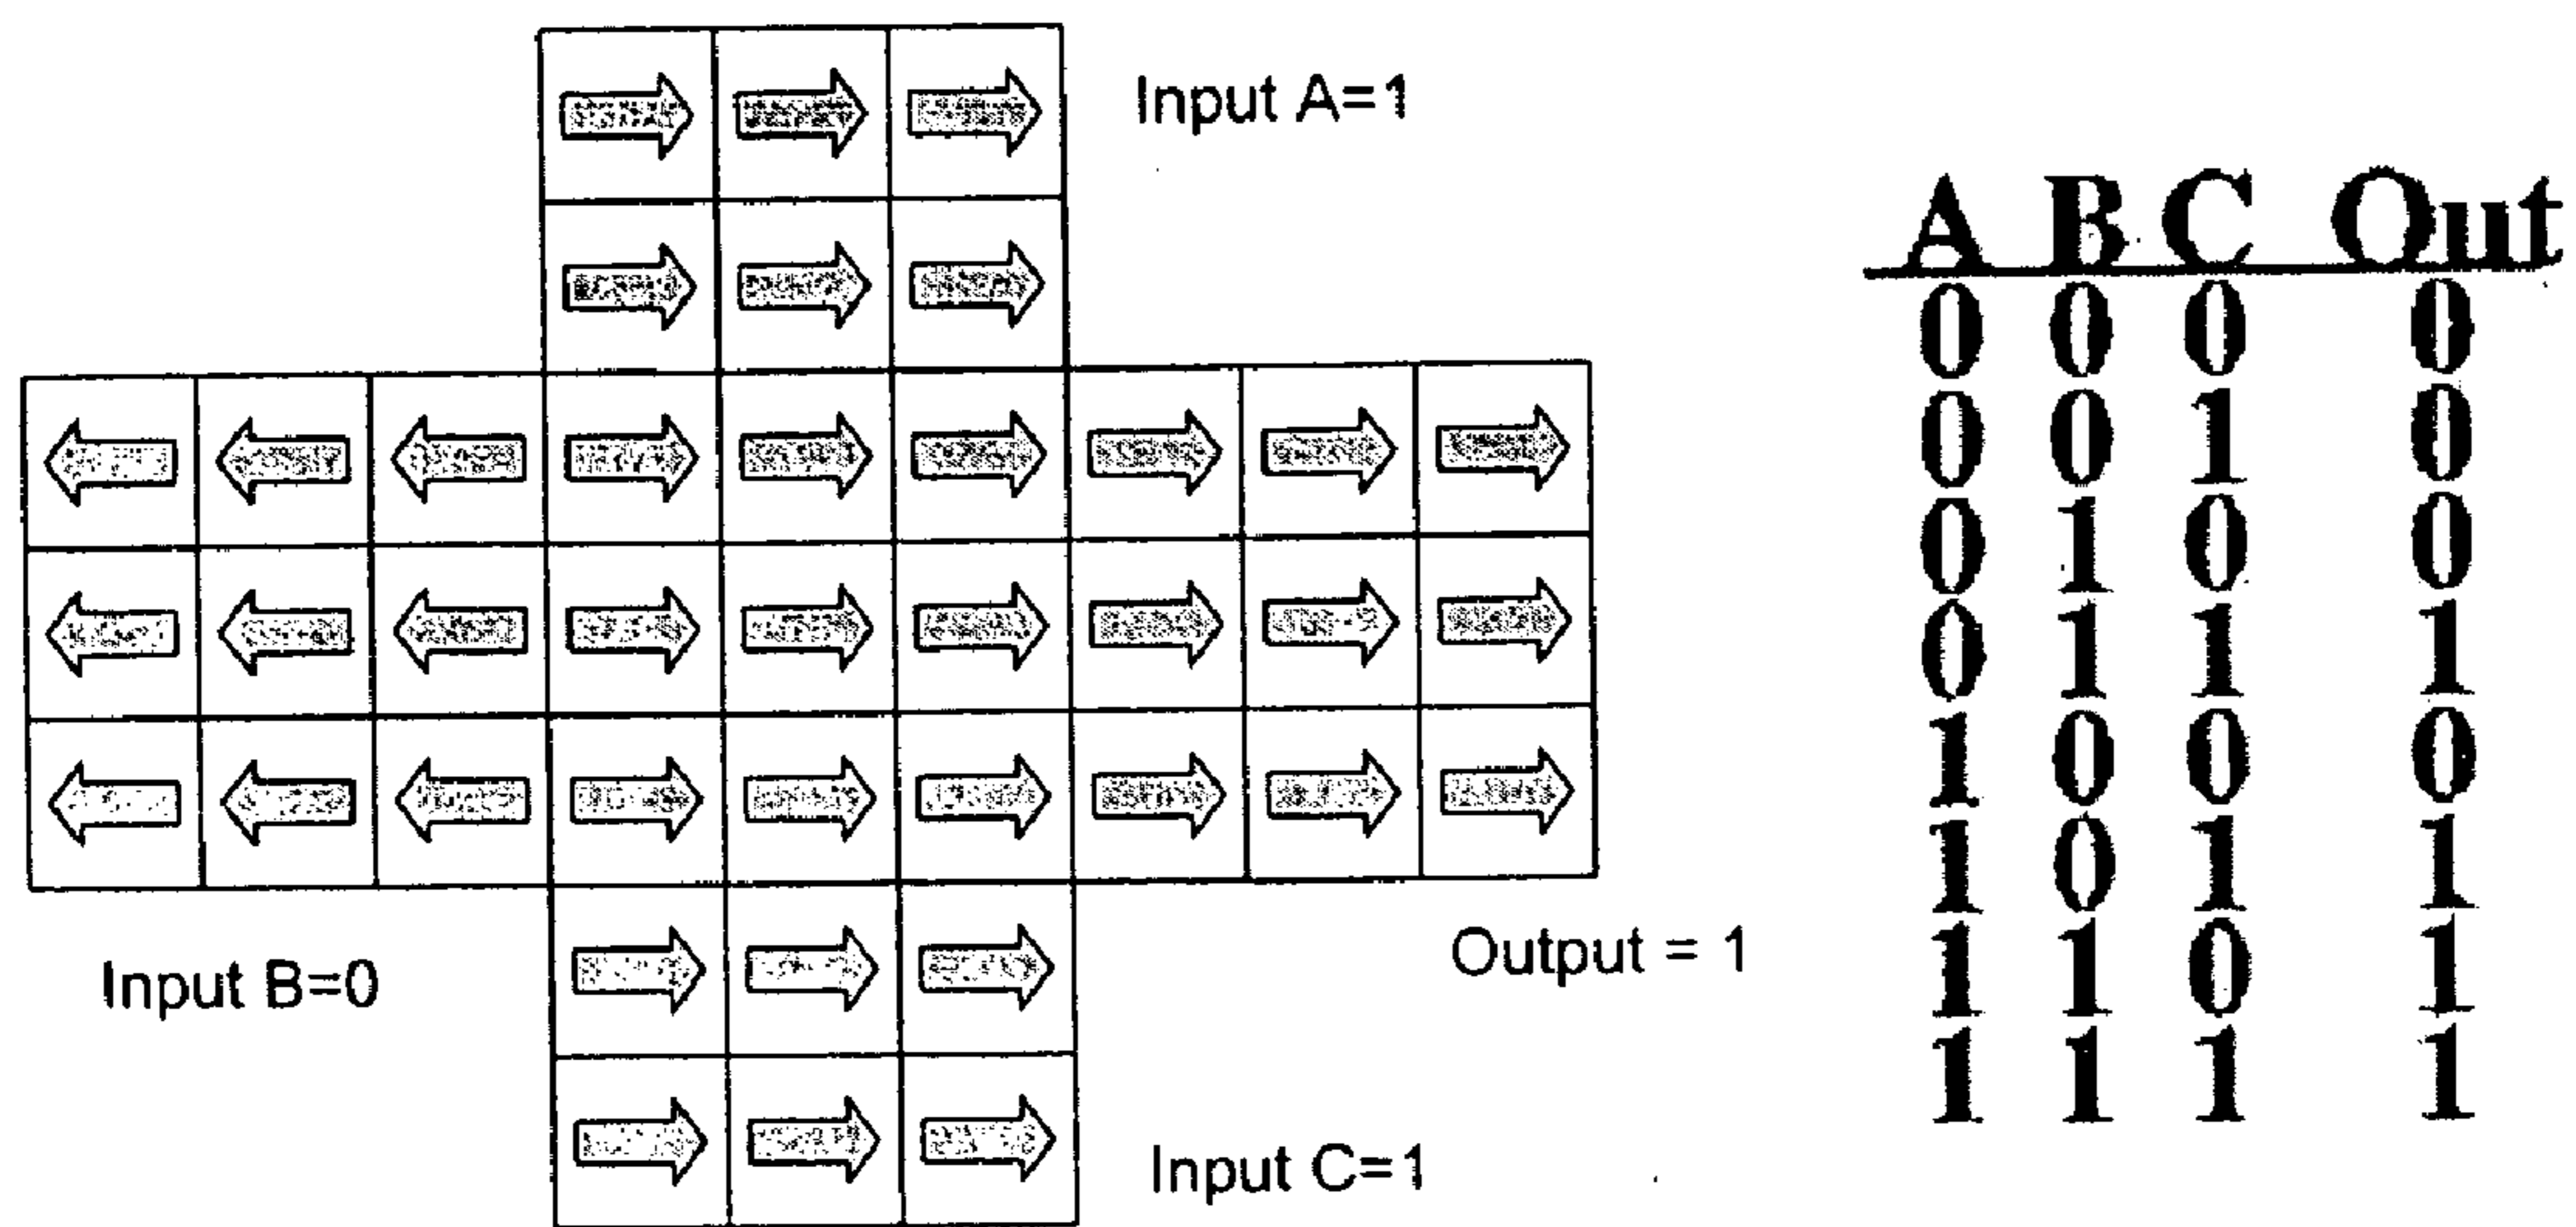 Input A=1
Input B=0
Output = 1
Input C=1
A B C Out
0 0 0 0
0 0 1 0
0 1 0 0
0 1 1 1
1 0 0 0
1 0 1 1
1 1 0 1
1 1 1 1